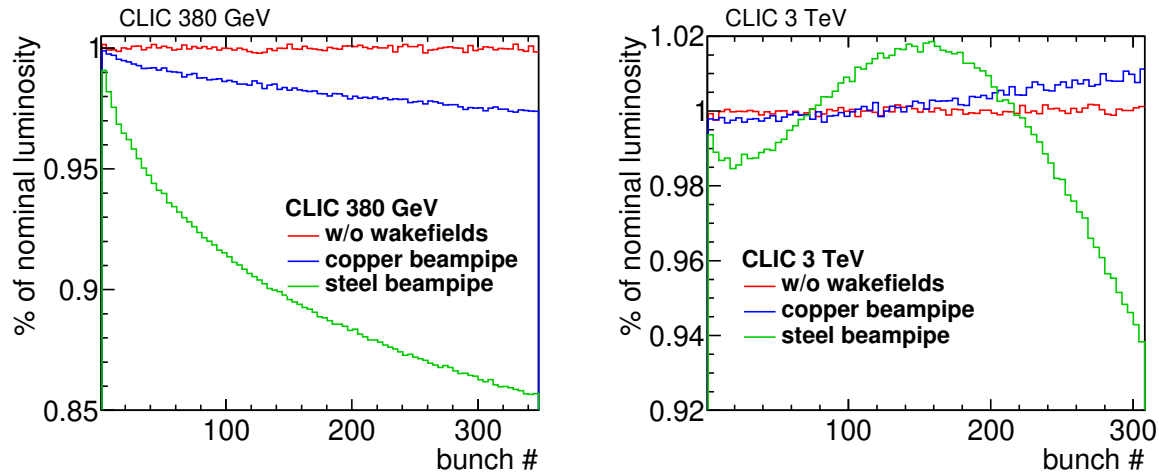 CLIC 380 GeV
% of nominal luminosity
1
0.95
0.9
0.85
CLIC 380 GeV
w/o wakefields
copper beampipe
steel beampipe
100
200
300
bunch #
CLIC 3 TeV
% of nominal luminosity
1.02
1
0.98
0.96
0.94
0.92
CLIC 3 TeV
w/o wakefields
copper beampipe
steel beampipe
100
200
300
bunch #